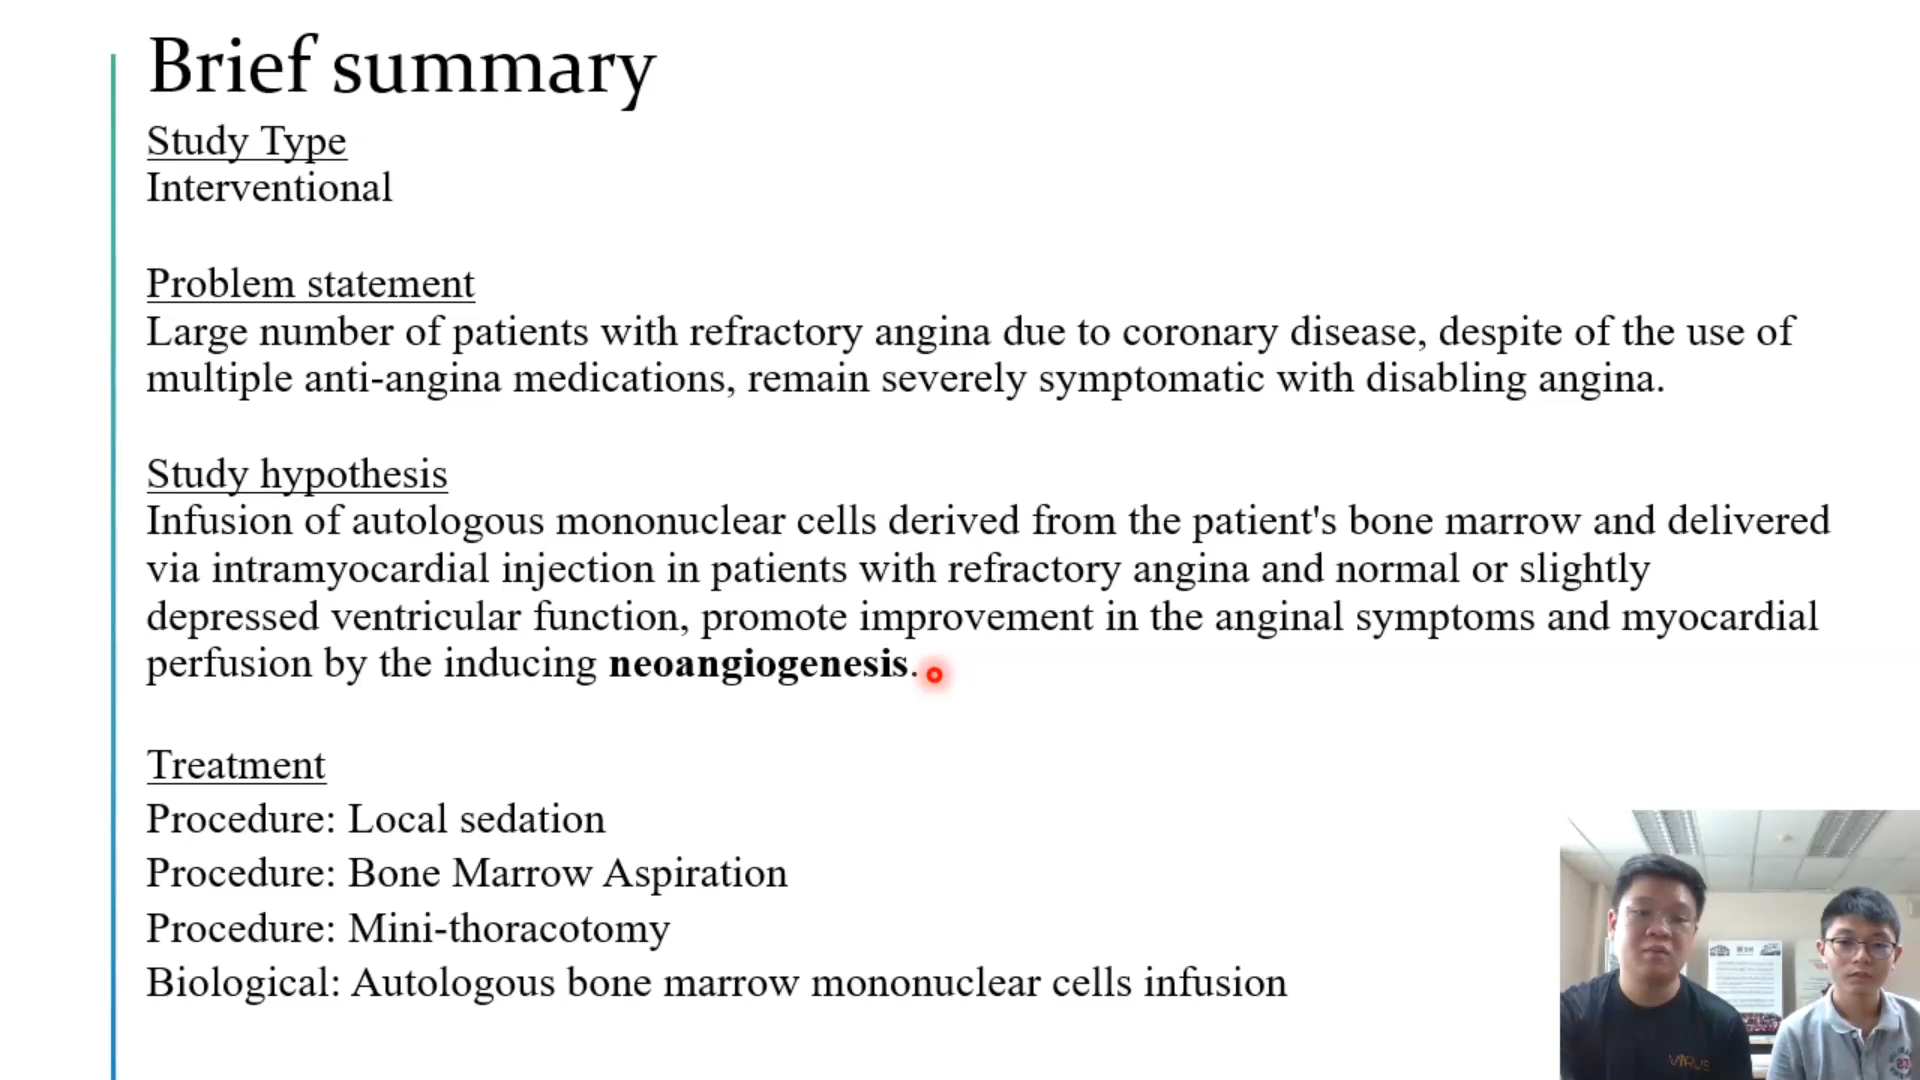 Brief summary
Study Type
Interventional
Problem statement
Large number of patients with refractory angina due to coronary disease, despite of the use of
multiple anti-angina medications, remain severely symptomatic with disabling angina.
Study hypothesis
Infusion of autologous mononuclear cells derived from the patient's bone marrow and delivered
via intramyocardial injection in patients with refractory angina and normal or slightly
depressed ventricular function, promote improvement in the anginal symptoms and myocardial
perfusion by the inducing neoangiogenesis.
Treatment
Procedure: Local sedation
Procedure: Bone Marrow Aspiration
Procedure: Mini-thoracotomy
Biological: Autologous bone marrow mononuclear cells infusion
VIRUS